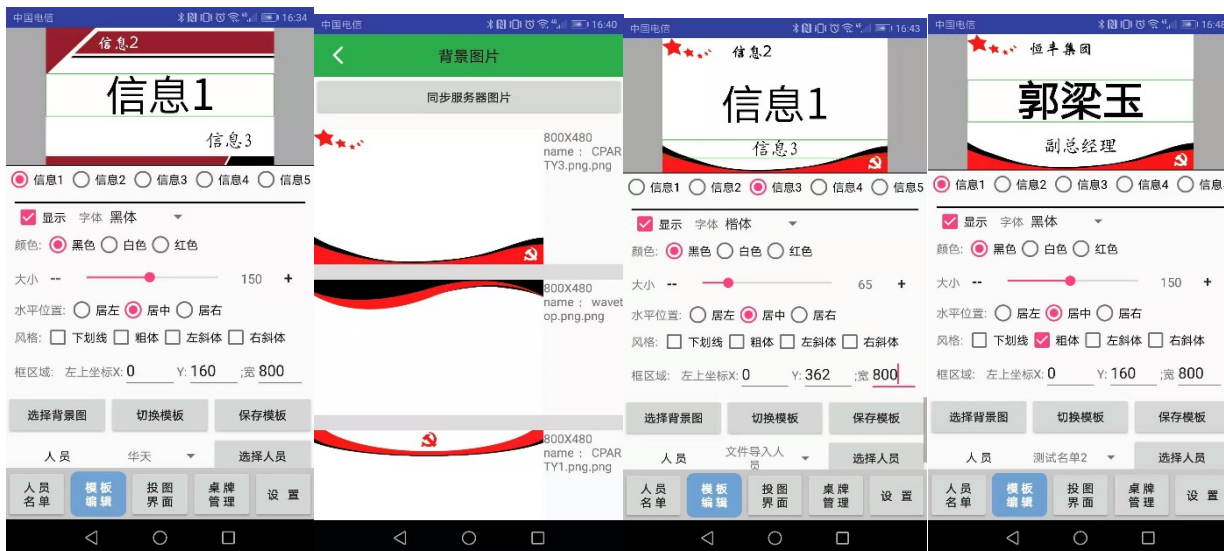 中国电信 16:34
信息2
信息1
信息3
信息1 信息2 信息3 信息4 信息5
显示 字体 黑体
颜色: 黑色 白色 红色
大小 -- 150 +
水平位置: 居左 居中 居右
风格: 下划线 粗体 左斜体 右斜体
框区域: 左上坐标X: 0 Y: 160 ;宽 800
选择背景图 切换模板 保存模板
人员 华天 选择人员
人员名单 模板编辑 投图界面 桌牌管理 设置
中国电信 16:40
背景图片
同步服务器图片
800X480
name : CPAR
TY3.png.png
800X480
name : wavet
op.png.png
800X480
name : CPAR
TY1.png.png
中国电信 16:43
信息2
信息1
信息3
信息1 信息2 信息3 信息4 信息5
显示 字体 楷体
颜色: 黑色 白色 红色
大小 -- 65 +
水平位置: 居左 居中 居右
风格: 下划线 粗体 左斜体 右斜体
框区域: 左上坐标X: 0 Y: 362 ;宽 800
选择背景图 切换模板 保存模板
人员 文件导入人员 选择人员
人员名单 模板编辑 投图界面 桌牌管理 设置
中国电信 16:48
恒丰集团
郭梁玉
副总经理
信息1 信息2 信息3 信息4 信息
显示 字体 黑体
颜色: 黑色 白色 红色
大小 -- 150 +
水平位置: 居左 居中 居右
风格: 下划线 粗体 左斜体 右斜体
框区域: 左上坐标X: 0 Y: 160 ;宽 800
选择背景图 切换模板 保存模板
人员 测试名单2 选择人员
人员名单 模板编辑 投图界面 桌牌管理 设置